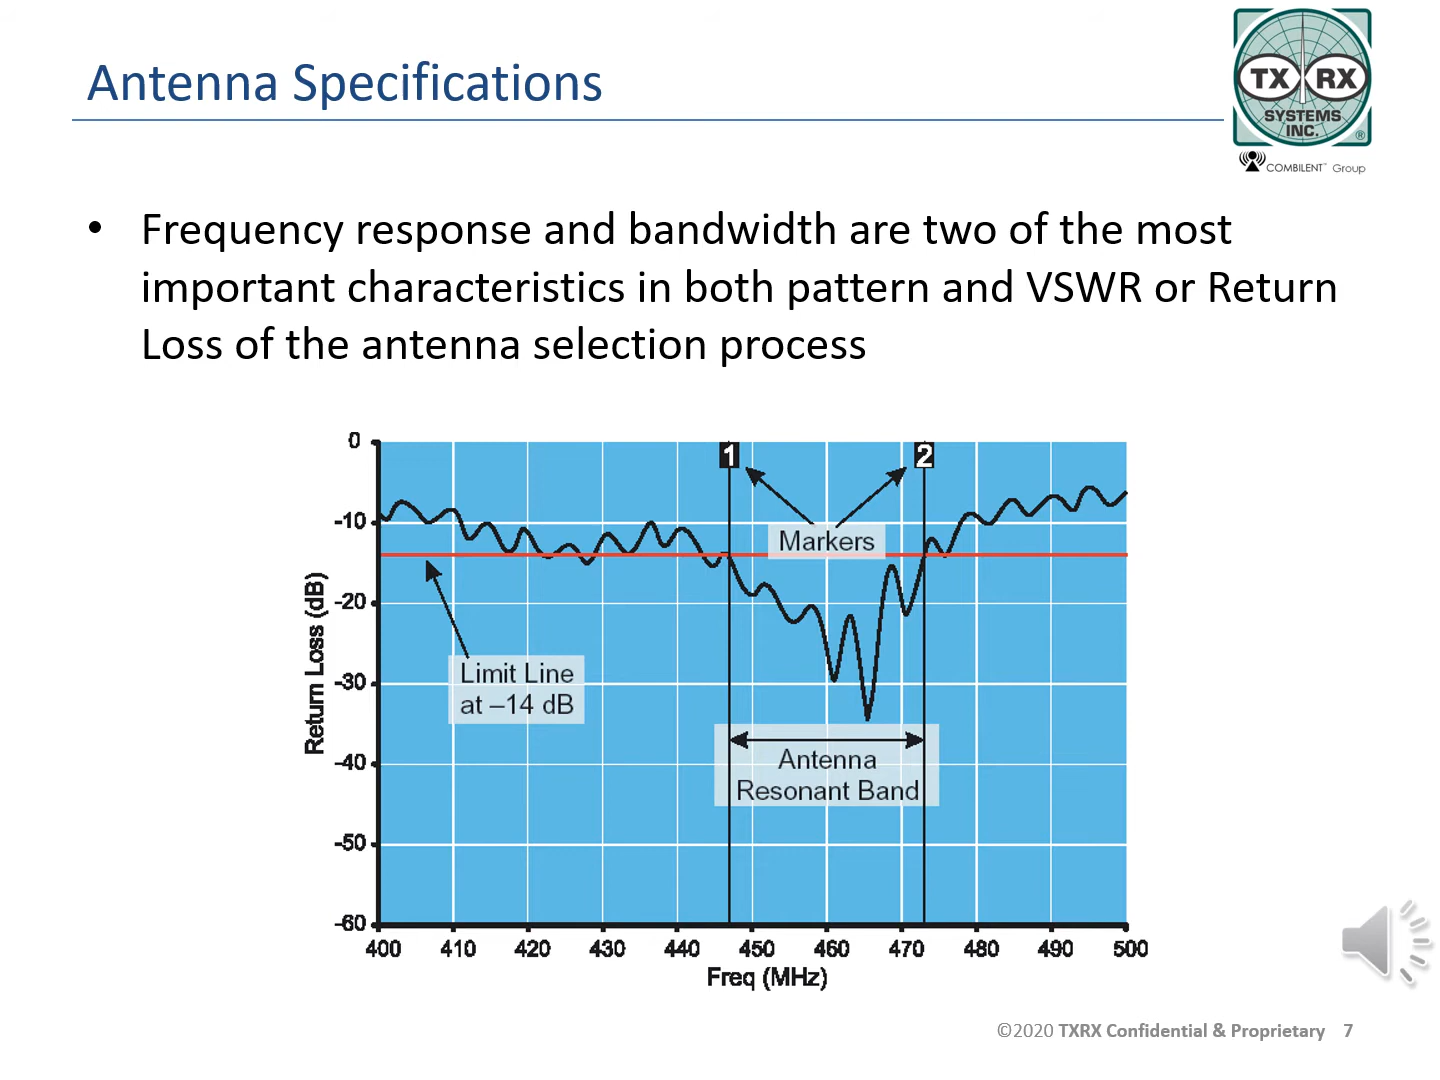 Antenna Specifications
TX RX
SYSTEMS
INC.
®
COMBILENT™ Group
• Frequency response and bandwidth are two of the most
important characteristics in both pattern and VSWR or Return
Loss of the antenna selection process
0
-10
-20
-30
-40
-50
-60
Return Loss (dB)
1
2
Markers
Limit Line
at –14 dB
Antenna
Resonant Band
400 410 420 430 440 450 460 470 480 490 500
Freq (MHz)
©2020 TXRX Confidential & Proprietary 7